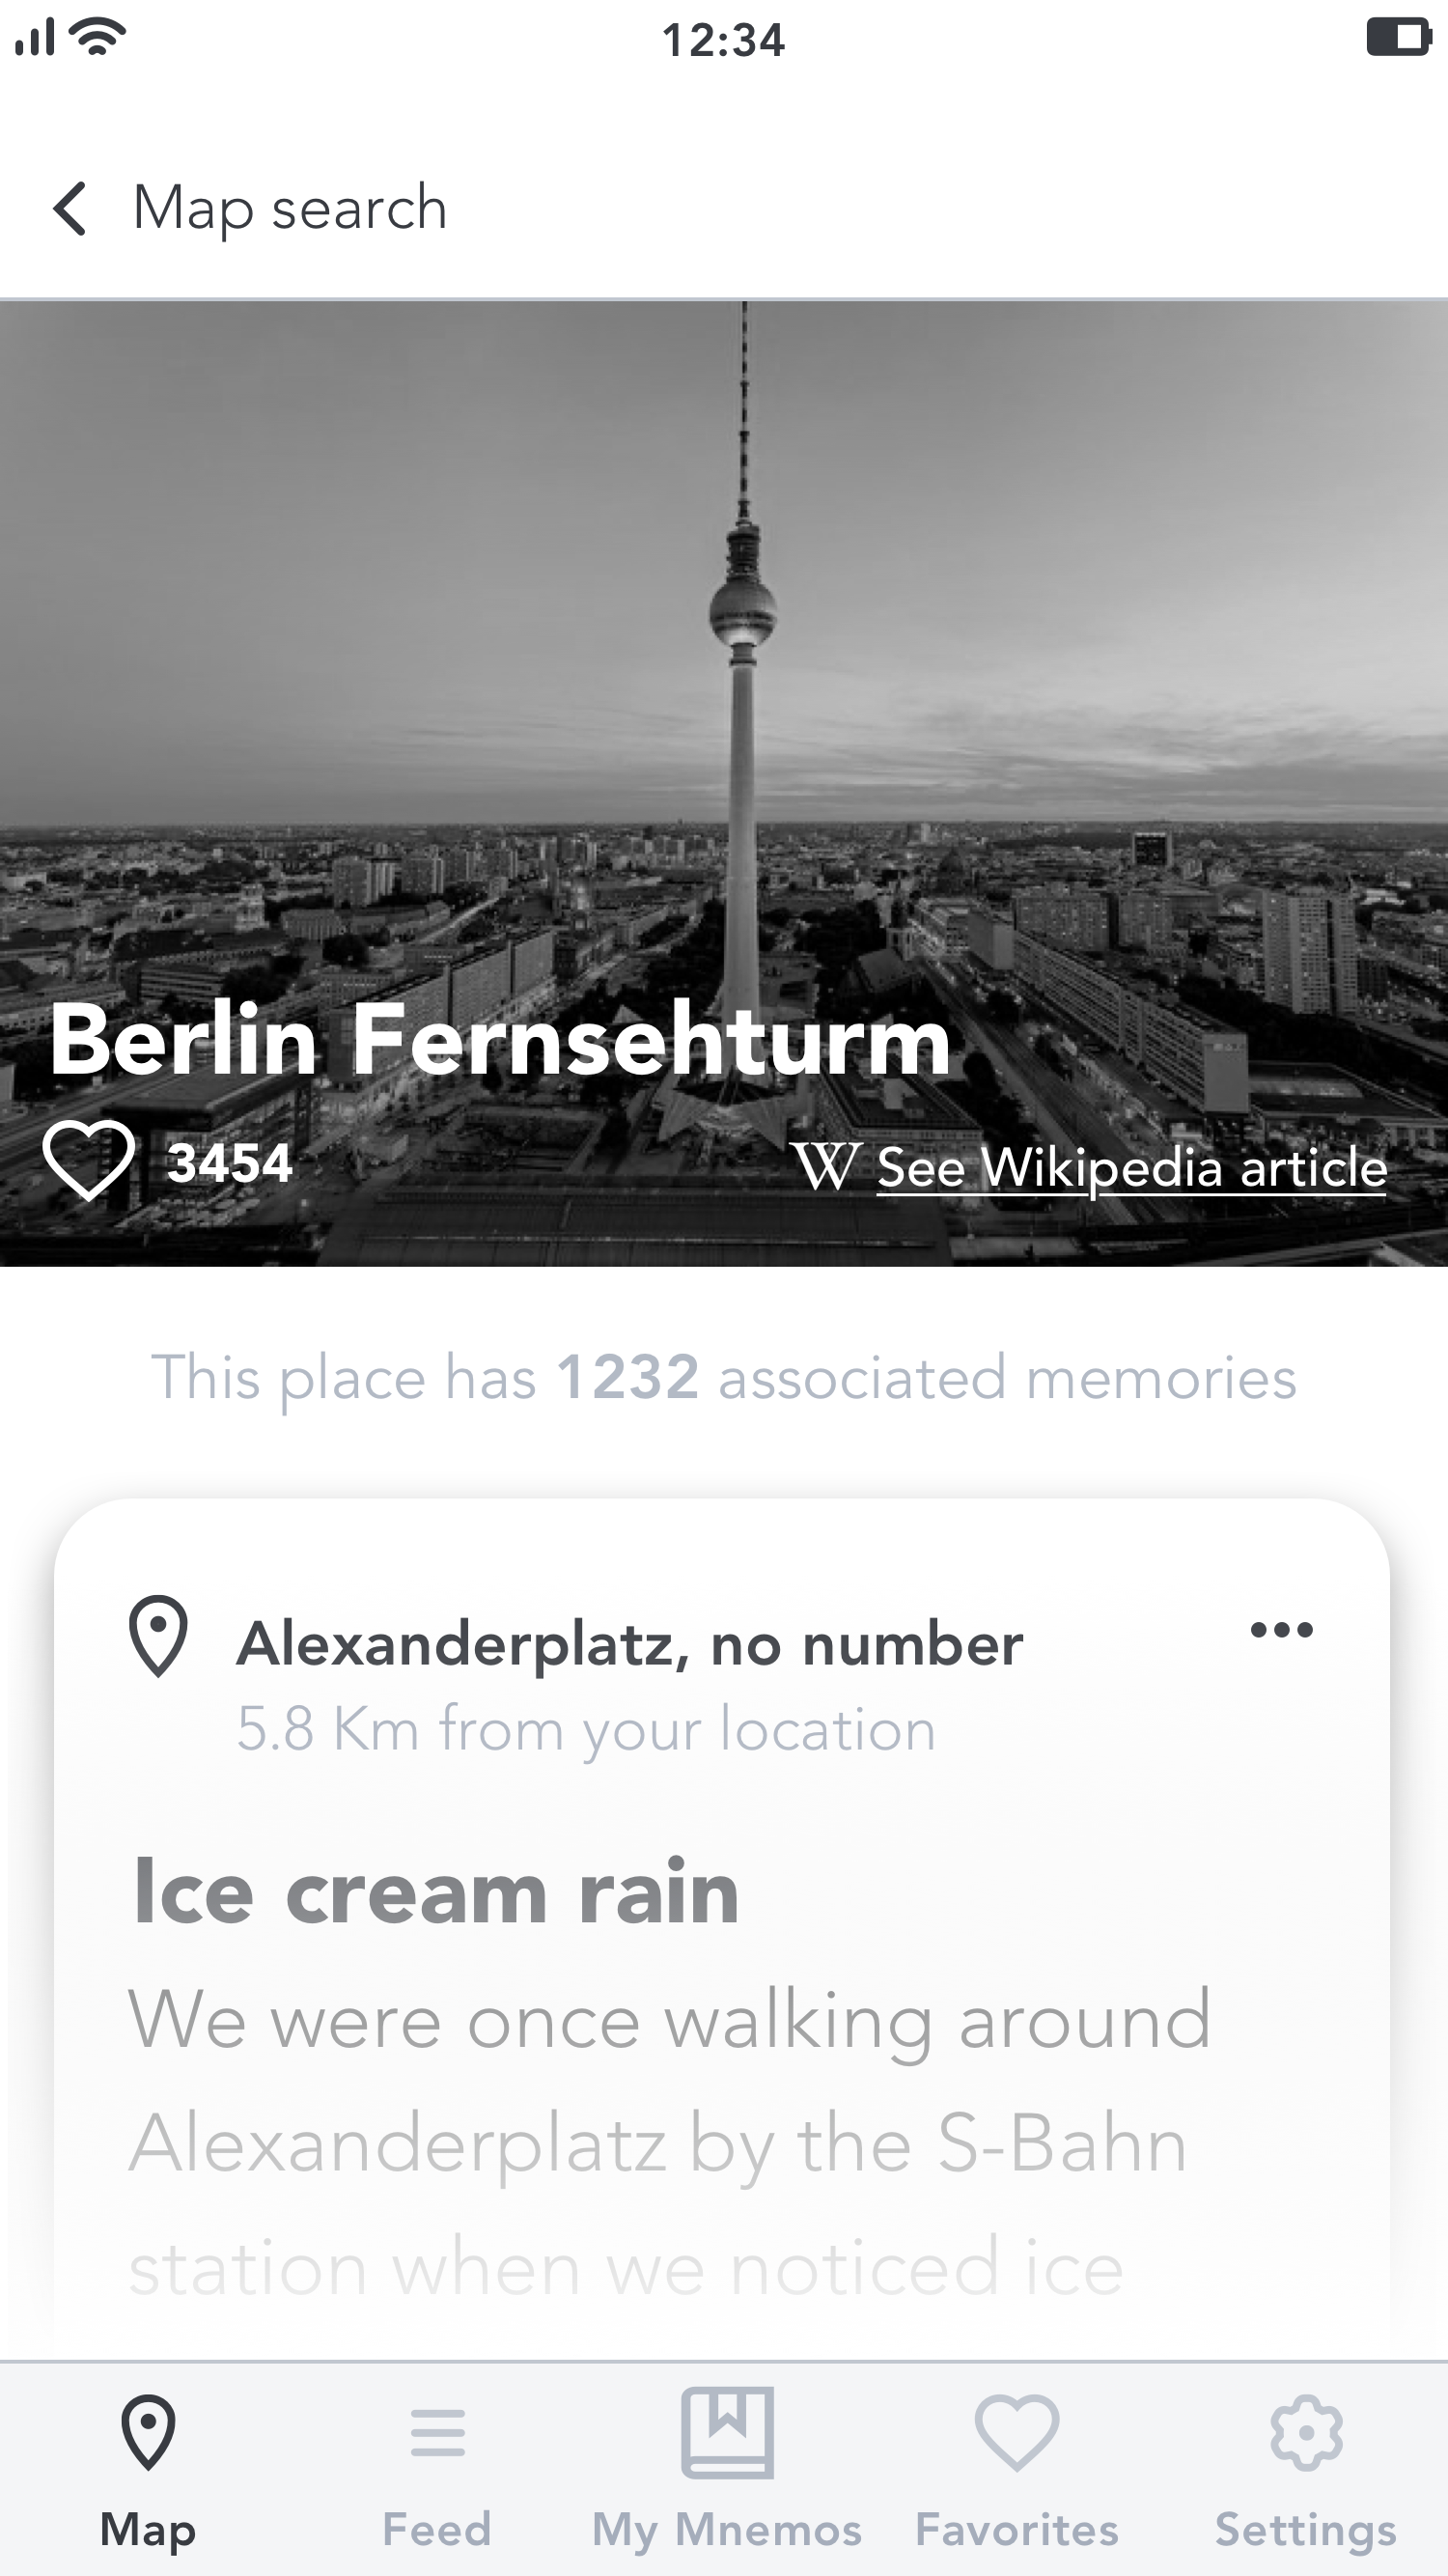 12:34
Map search
Berlin Fernsehturm
3454
W See Wikipedia article
This place has 1232 associated memories
Alexanderplatz, no number
5.8 Km from your location
Ice cream rain
We were once walking around
Alexanderplatz by the S-Bahn
station when we noticed ice
Map Feed My Mnemos Favorites Settings